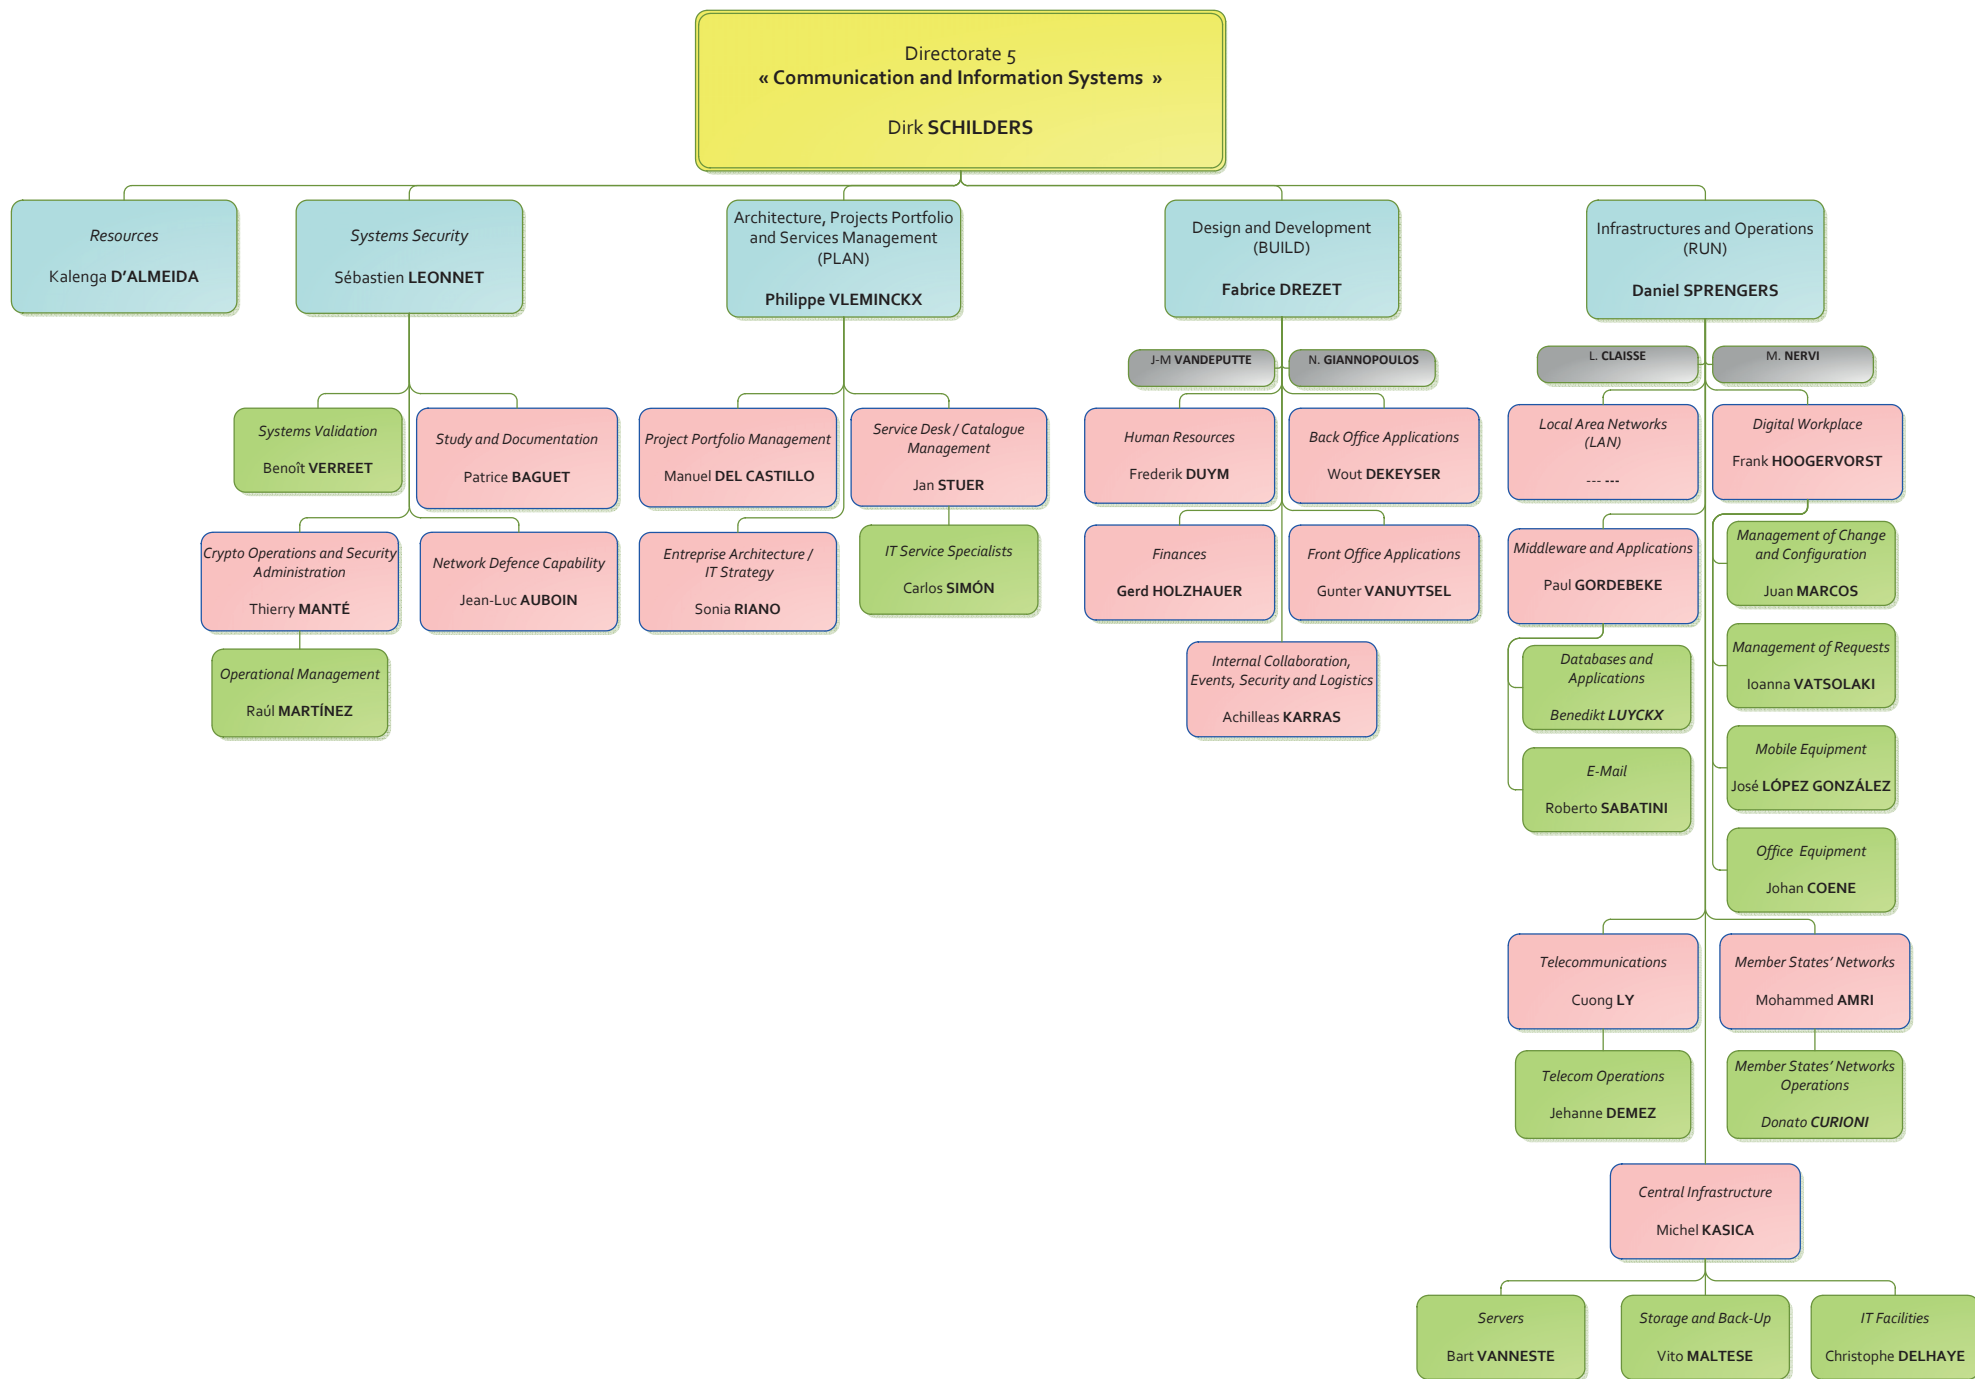 Directorate 5
« Communication and Information Systems »
Dirk SCHILDERS
Resources
Kalenga D’ALMEIDA
Systems Security
Sébastien LEONNET
Architecture, Projects Portfolio
and Services Management
(PLAN)
Philippe VLEMINCKX
Design and Development
(BUILD)
Fabrice DREZET
Infrastructures and Operations
(RUN)
Daniel SPRENGERS
J-M VANDEPUTTE
N. GIANNOPOULOS
L. CLAISSE
M. NERVI
Systems Validation
Benoît VERREET
Study and Documentation
Patrice BAGUET
Project Portfolio Management
Manuel DEL CASTILLO
Service Desk / Catalogue
Management
Jan STUER
Human Resources
Frederik DUYM
Back Office Applications
Wout DEKEYSER
Local Area Networks
(LAN)
--- ---
Digital Workplace
Frank HOOGERVORST
Crypto Operations and Security
Administration
Thierry MANTÉ
Network Defence Capability
Jean-Luc AUBOIN
Entreprise Architecture /
IT Strategy
Sonia RIANO
IT Service Specialists
Carlos SIMÓN
Finances
Gerd HOLZHAUER
Front Office Applications
Gunter VANUYTSEL
Middleware and Applications
Paul GORDEBEKE
Management of Change
and Configuration
Juan MARCOS
Operational Management
Raúl MARTÍNEZ
Internal Collaboration,
Events, Security and Logistics
Achilleas KARRAS
Databases and
Applications
Benedikt LUYCKX
Management of Requests
Ioanna VATSOLAKI
E-Mail
Roberto SABATINI
Mobile Equipment
José LÓPEZ GONZÁLEZ
Office Equipment
Johan COENE
Telecommunications
Cuong LY
Member States’ Networks
Mohammed AMRI
Telecom Operations
Jehanne DEMEZ
Member States’ Networks
Operations
Donato CURIONI
Central Infrastructure
Michel KASICA
Servers
Bart VANNESTE
Storage and Back-Up
Vito MALTESE
IT Facilities
Christophe DELHAYE